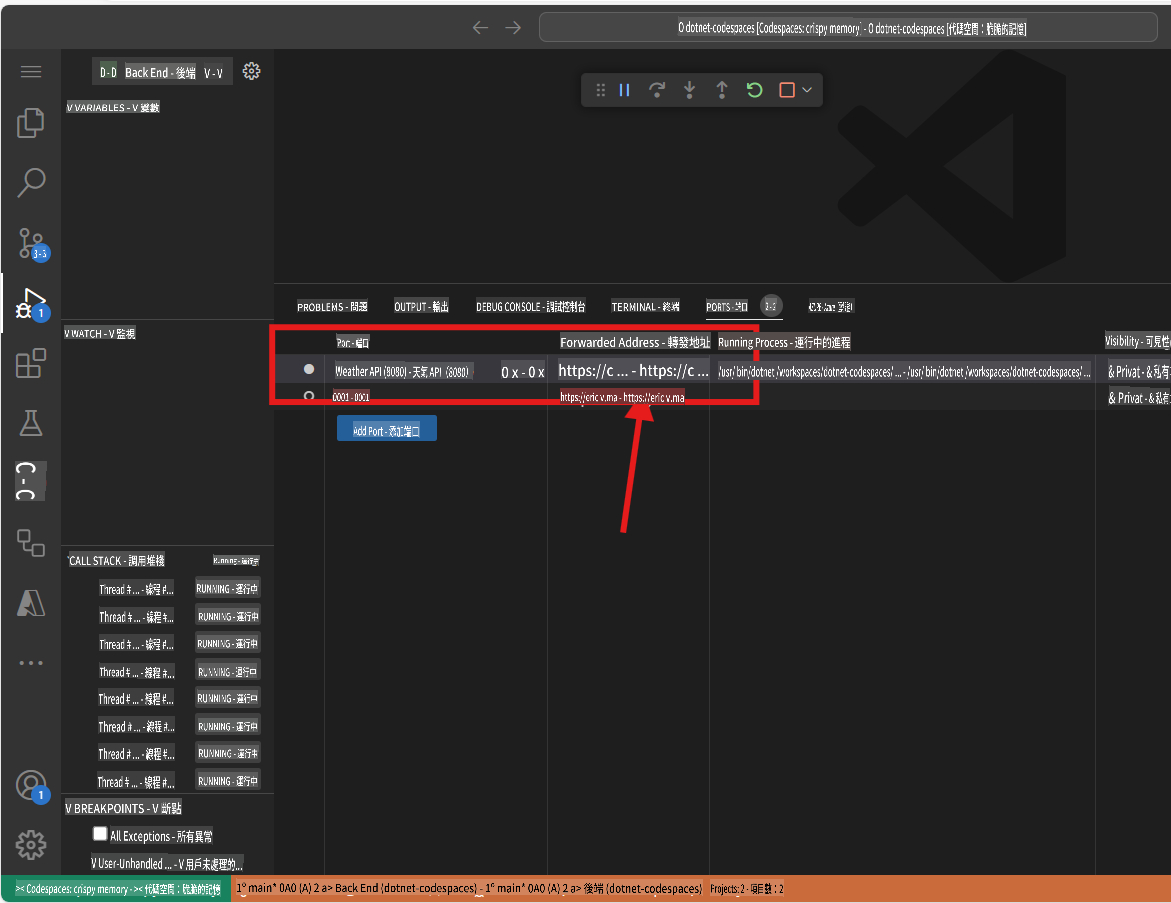 0 dotnet-codespaces [Codespaces: crispy memory] - 0 dotnet-codespaces [代碼空間：脆脆的記憶]
D-D Back End - 後端 V - V
V VARIABLES - V 變數
3-3
1
V WATCH - V 監視
C - C
PROBLEMS - 問題 OUTPUT - 輸出 DEBUG CONSOLE - 調試控制台 TERMINAL - 終端 PORTS - 端口 2-2
Port - 端口 Forwarded Address - 轉發地址 Running Process - 運行中的進程 Visibility - 可見性
Weather API (8080) - 天氣 API (8080) 0 x - 0 x https://c ... - https://c ... /usr/ bin/dotnet /workspaces/dotnet-codespaces/ ... - /usr/ bin/dotnet /workspaces/dotnet-codespaces/ ... & Privat - & 私有
0001 - 0001 https://eric v.ma - https://eric v.ma & Privat - & 私有
Add Port - 添加端口
CALL STACK - 調用堆棧 Running - 運行中
Thread # ... - 線程 #... RUNNING - 運行中
Thread # ... - 線程 #... RUNNING - 運行中
Thread # ... - 線程 #... RUNNING - 運行中
Thread # ... - 線程 #... RUNNING - 運行中
Thread # ... - 線程 #... RUNNING - 運行中
Thread # ... - 線程 #... RUNNING - 運行中
Thread # ... - 線程 #... RUNNING - 運行中
Thread # ... - 線程 #... RUNNING - 運行中
1
V BREAKPOINTS - V 斷點
All Exceptions - 所有異常
V User-Unhandled ... - V 用戶未處理的...
>< Codespaces: crispy memory - >< 代碼空間：脆脆的記憶 1º main* 0A0 (A) 2 a> Back End (dotnet-codespaces) - 1º main* 0A0 (A) 2 a> 後端 (dotnet-codespaces) Projects: 2 - 項目數：2